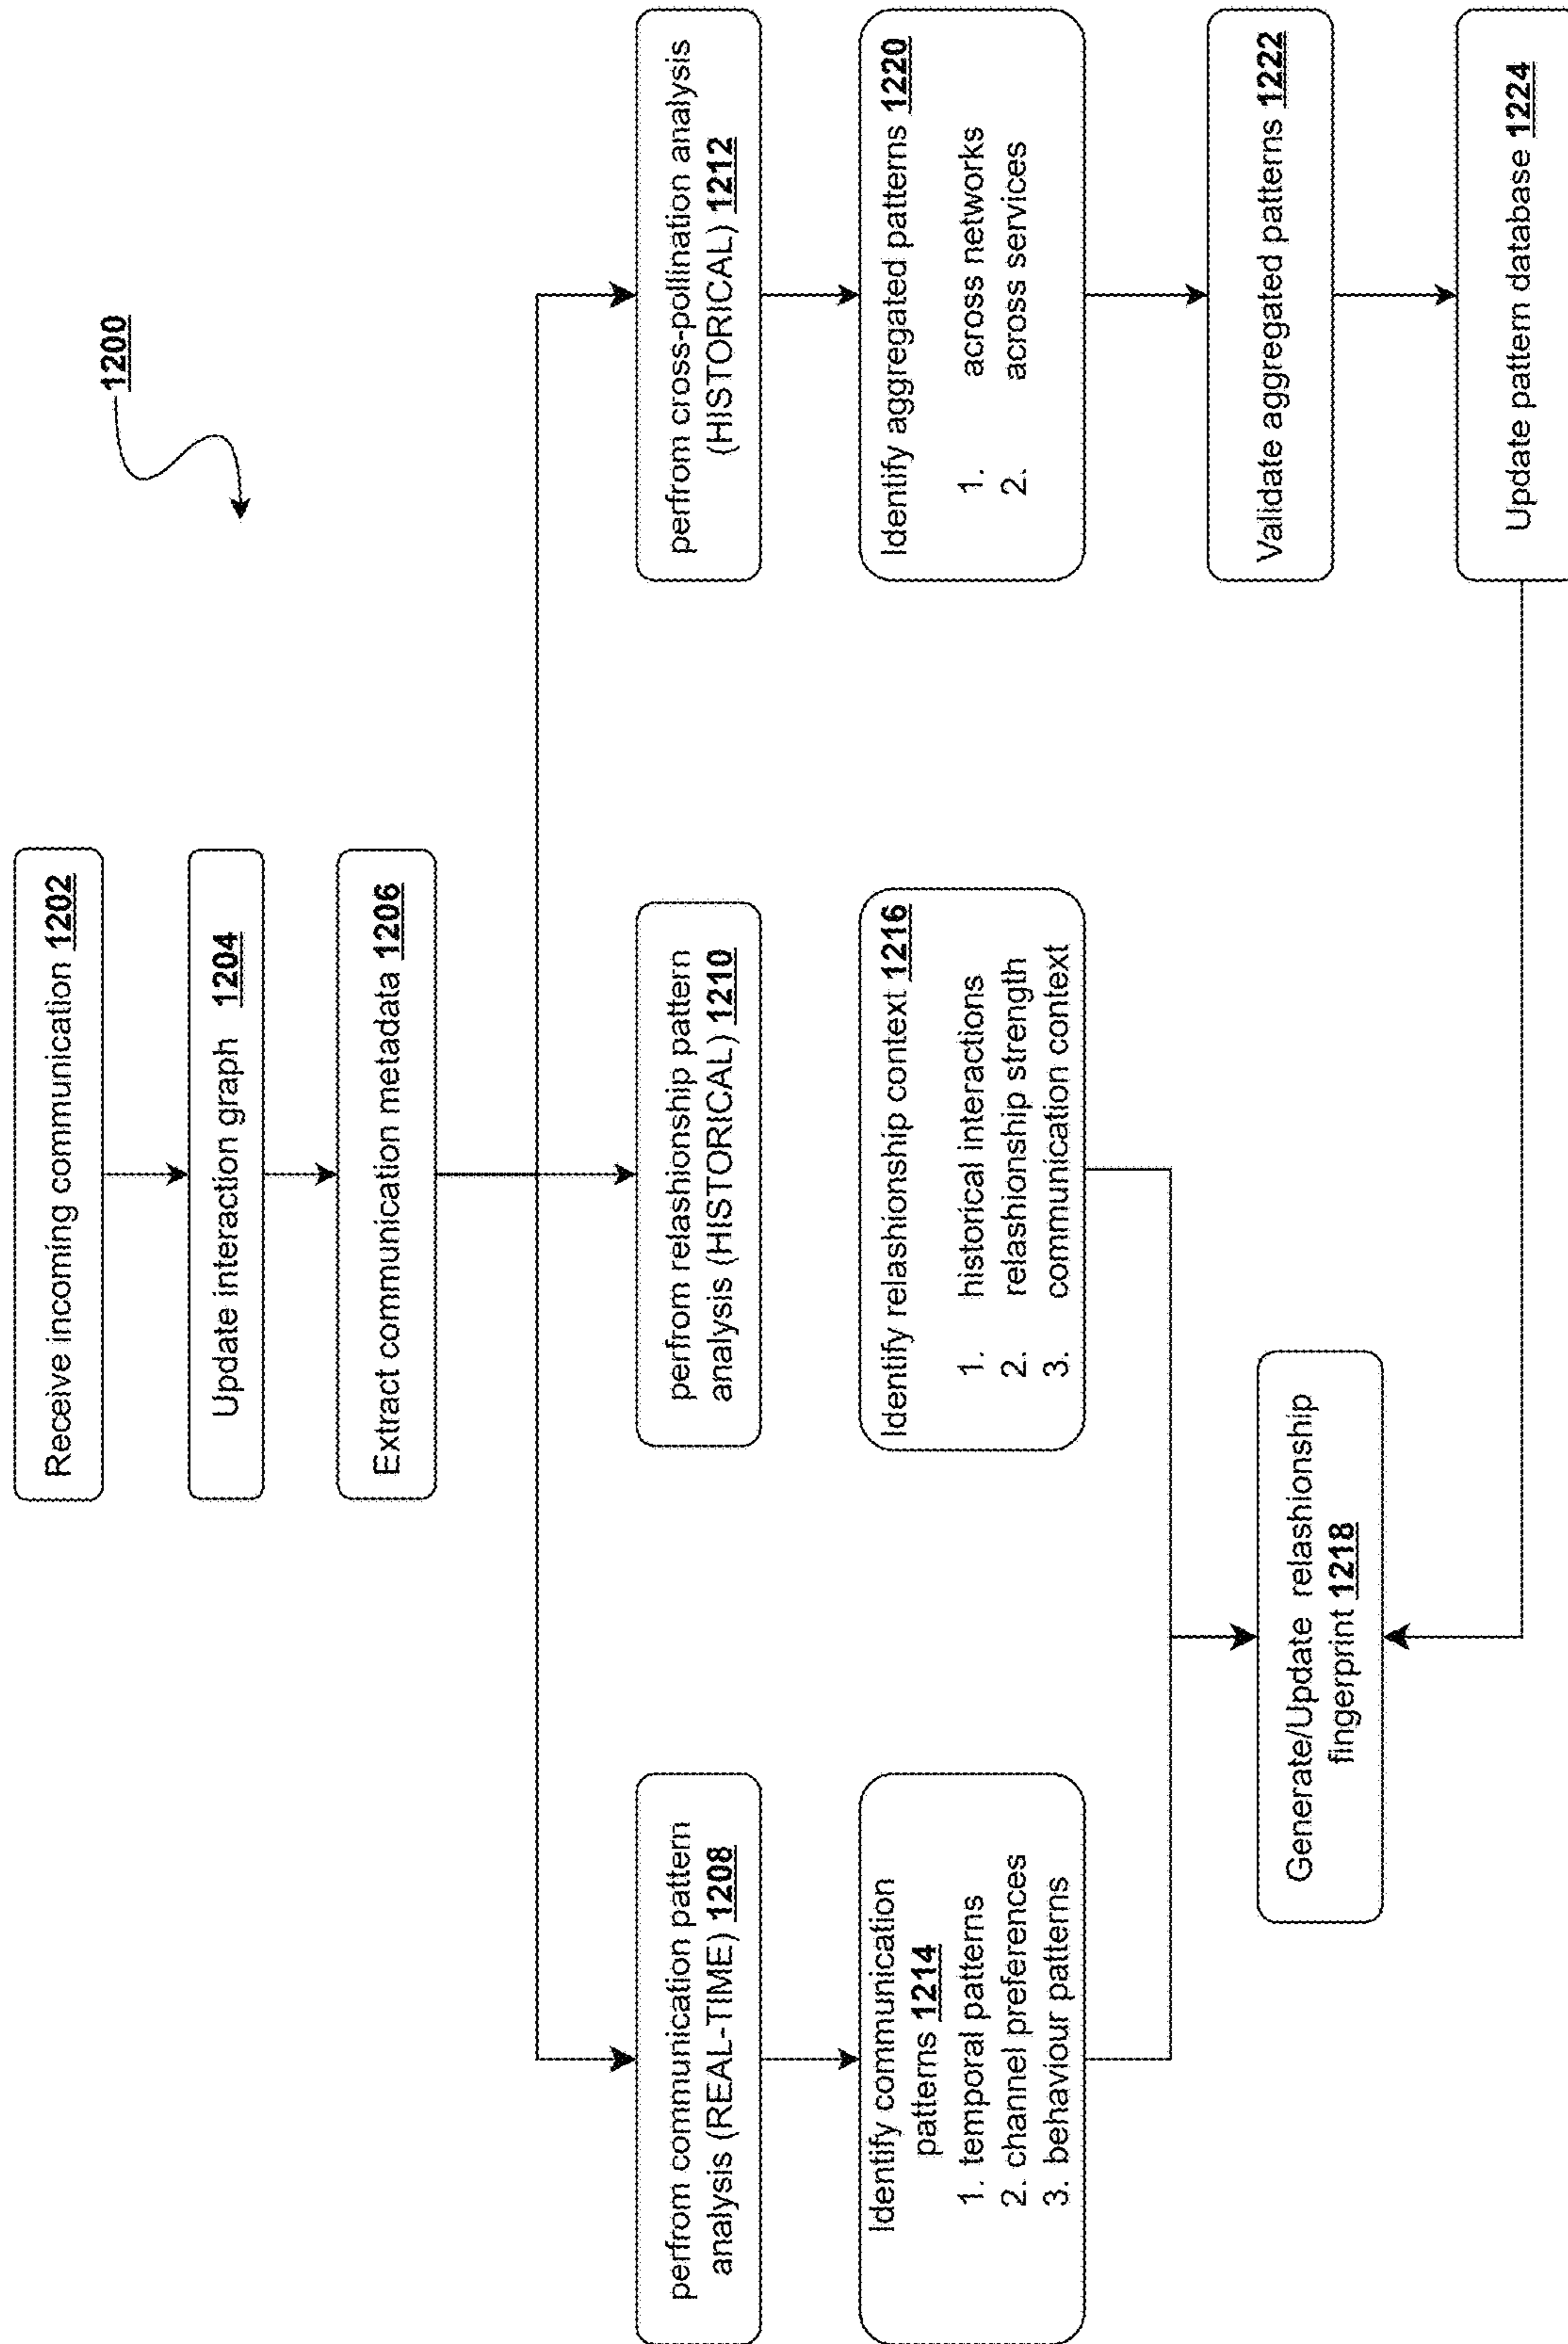 1200
Receive incoming communication 1202
Update interaction graph 1204
Extract communication metadata 1206
perfrom communication pattern
analysis (REAL-TIME) 1208
perfrom relashionship pattern
analysis (HISTORICAL) 1210
perfrom cross-pollination analysis
(HISTORICAL) 1212
Identify communication
patterns 1214
1. temporal patterns
2. channel preferences
3. behaviour patterns
Identify relashionship context 1216
1. historical interactions
2. relashionship strength
3. communication context
Identify aggregated patterns 1220
1. across networks
2. across services
Validate aggregated patterns 1222
Generate/Update relashionship
fingerprint 1218
Update pattern database 1224